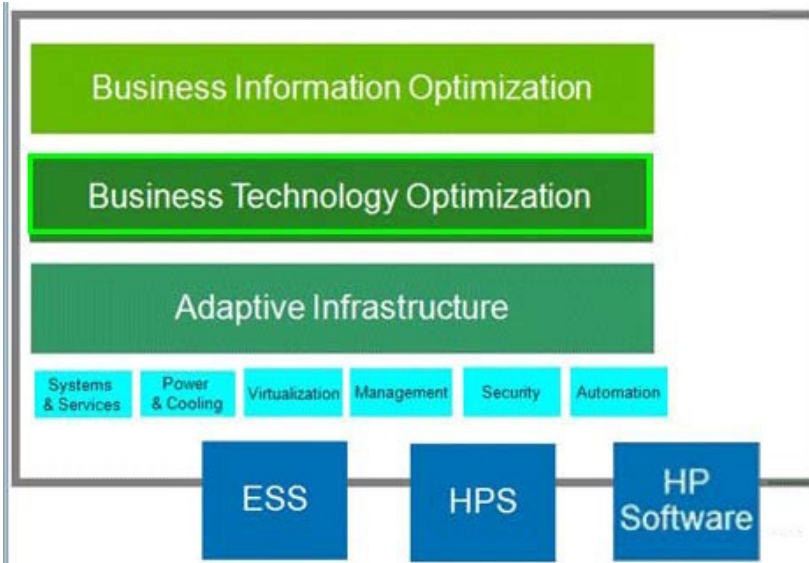 Business Information Optimization
Business Technology Optimization
Adaptive Infrastructure
Systems
& Services
Power
& Cooling
Virtualization
Management
Security
Automation
ESS
HPS
HP
Software